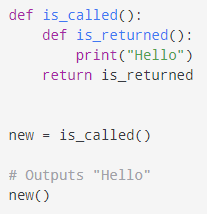 def is_called():
    def is_returned():
        print("Hello")
    return is_returned


new = is_called()

# Outputs "Hello"
new()